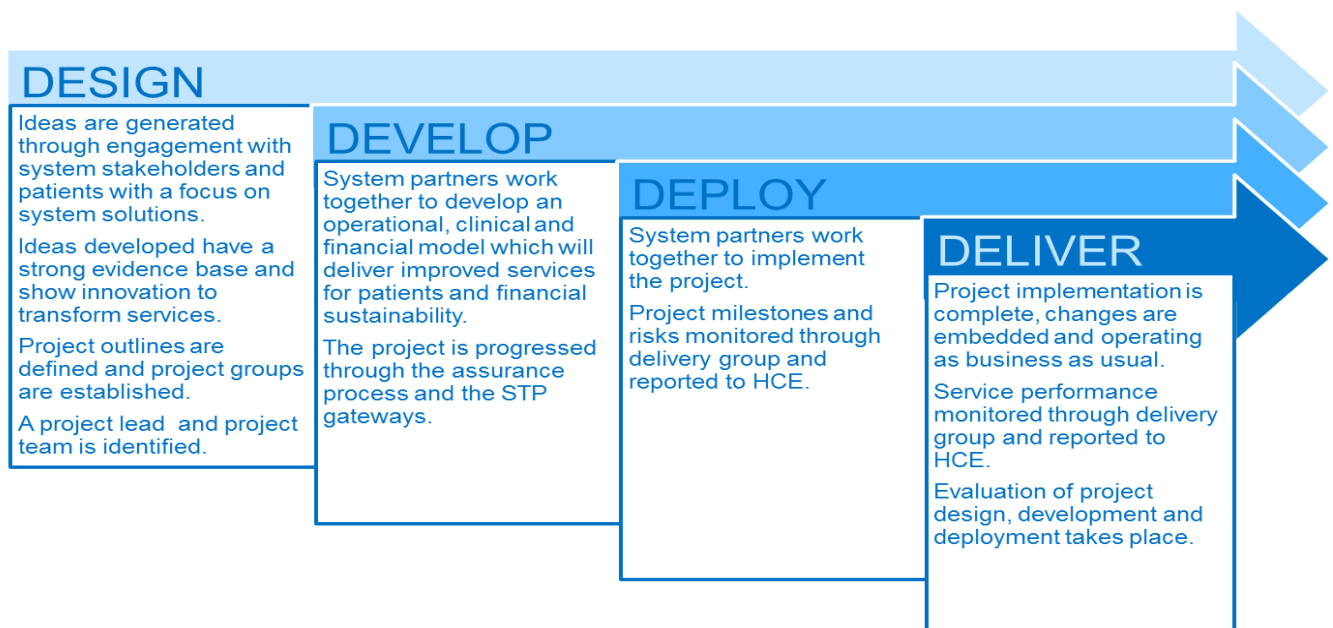 DESIGN
Ideas are generated
through engagement with
system stakeholders and
patients with a focus on
system solutions.
Ideas developed have a
strong evidence base and
show innovation to
transform services.
Project outlines are
defined and project groups
are established.
A project lead and project
team is identified.
DEVELOP
System partners work
together to develop an
operational, clinical and
financial model which will
deliver improved services
for patients and financial
sustainability.
The project is progressed
through the assurance
process and the STP
gateways.
DEPLOY
System partners work
together to implement
the project.
Project milestones and
risks monitored through
delivery group and
reported to HCE.
DELIVER
Project implementation is
complete, changes are
embedded and operating
as business as usual.
Service performance
monitored through delivery
group and reported to
HCE.
Evaluation of project
design, development and
deployment takes place.